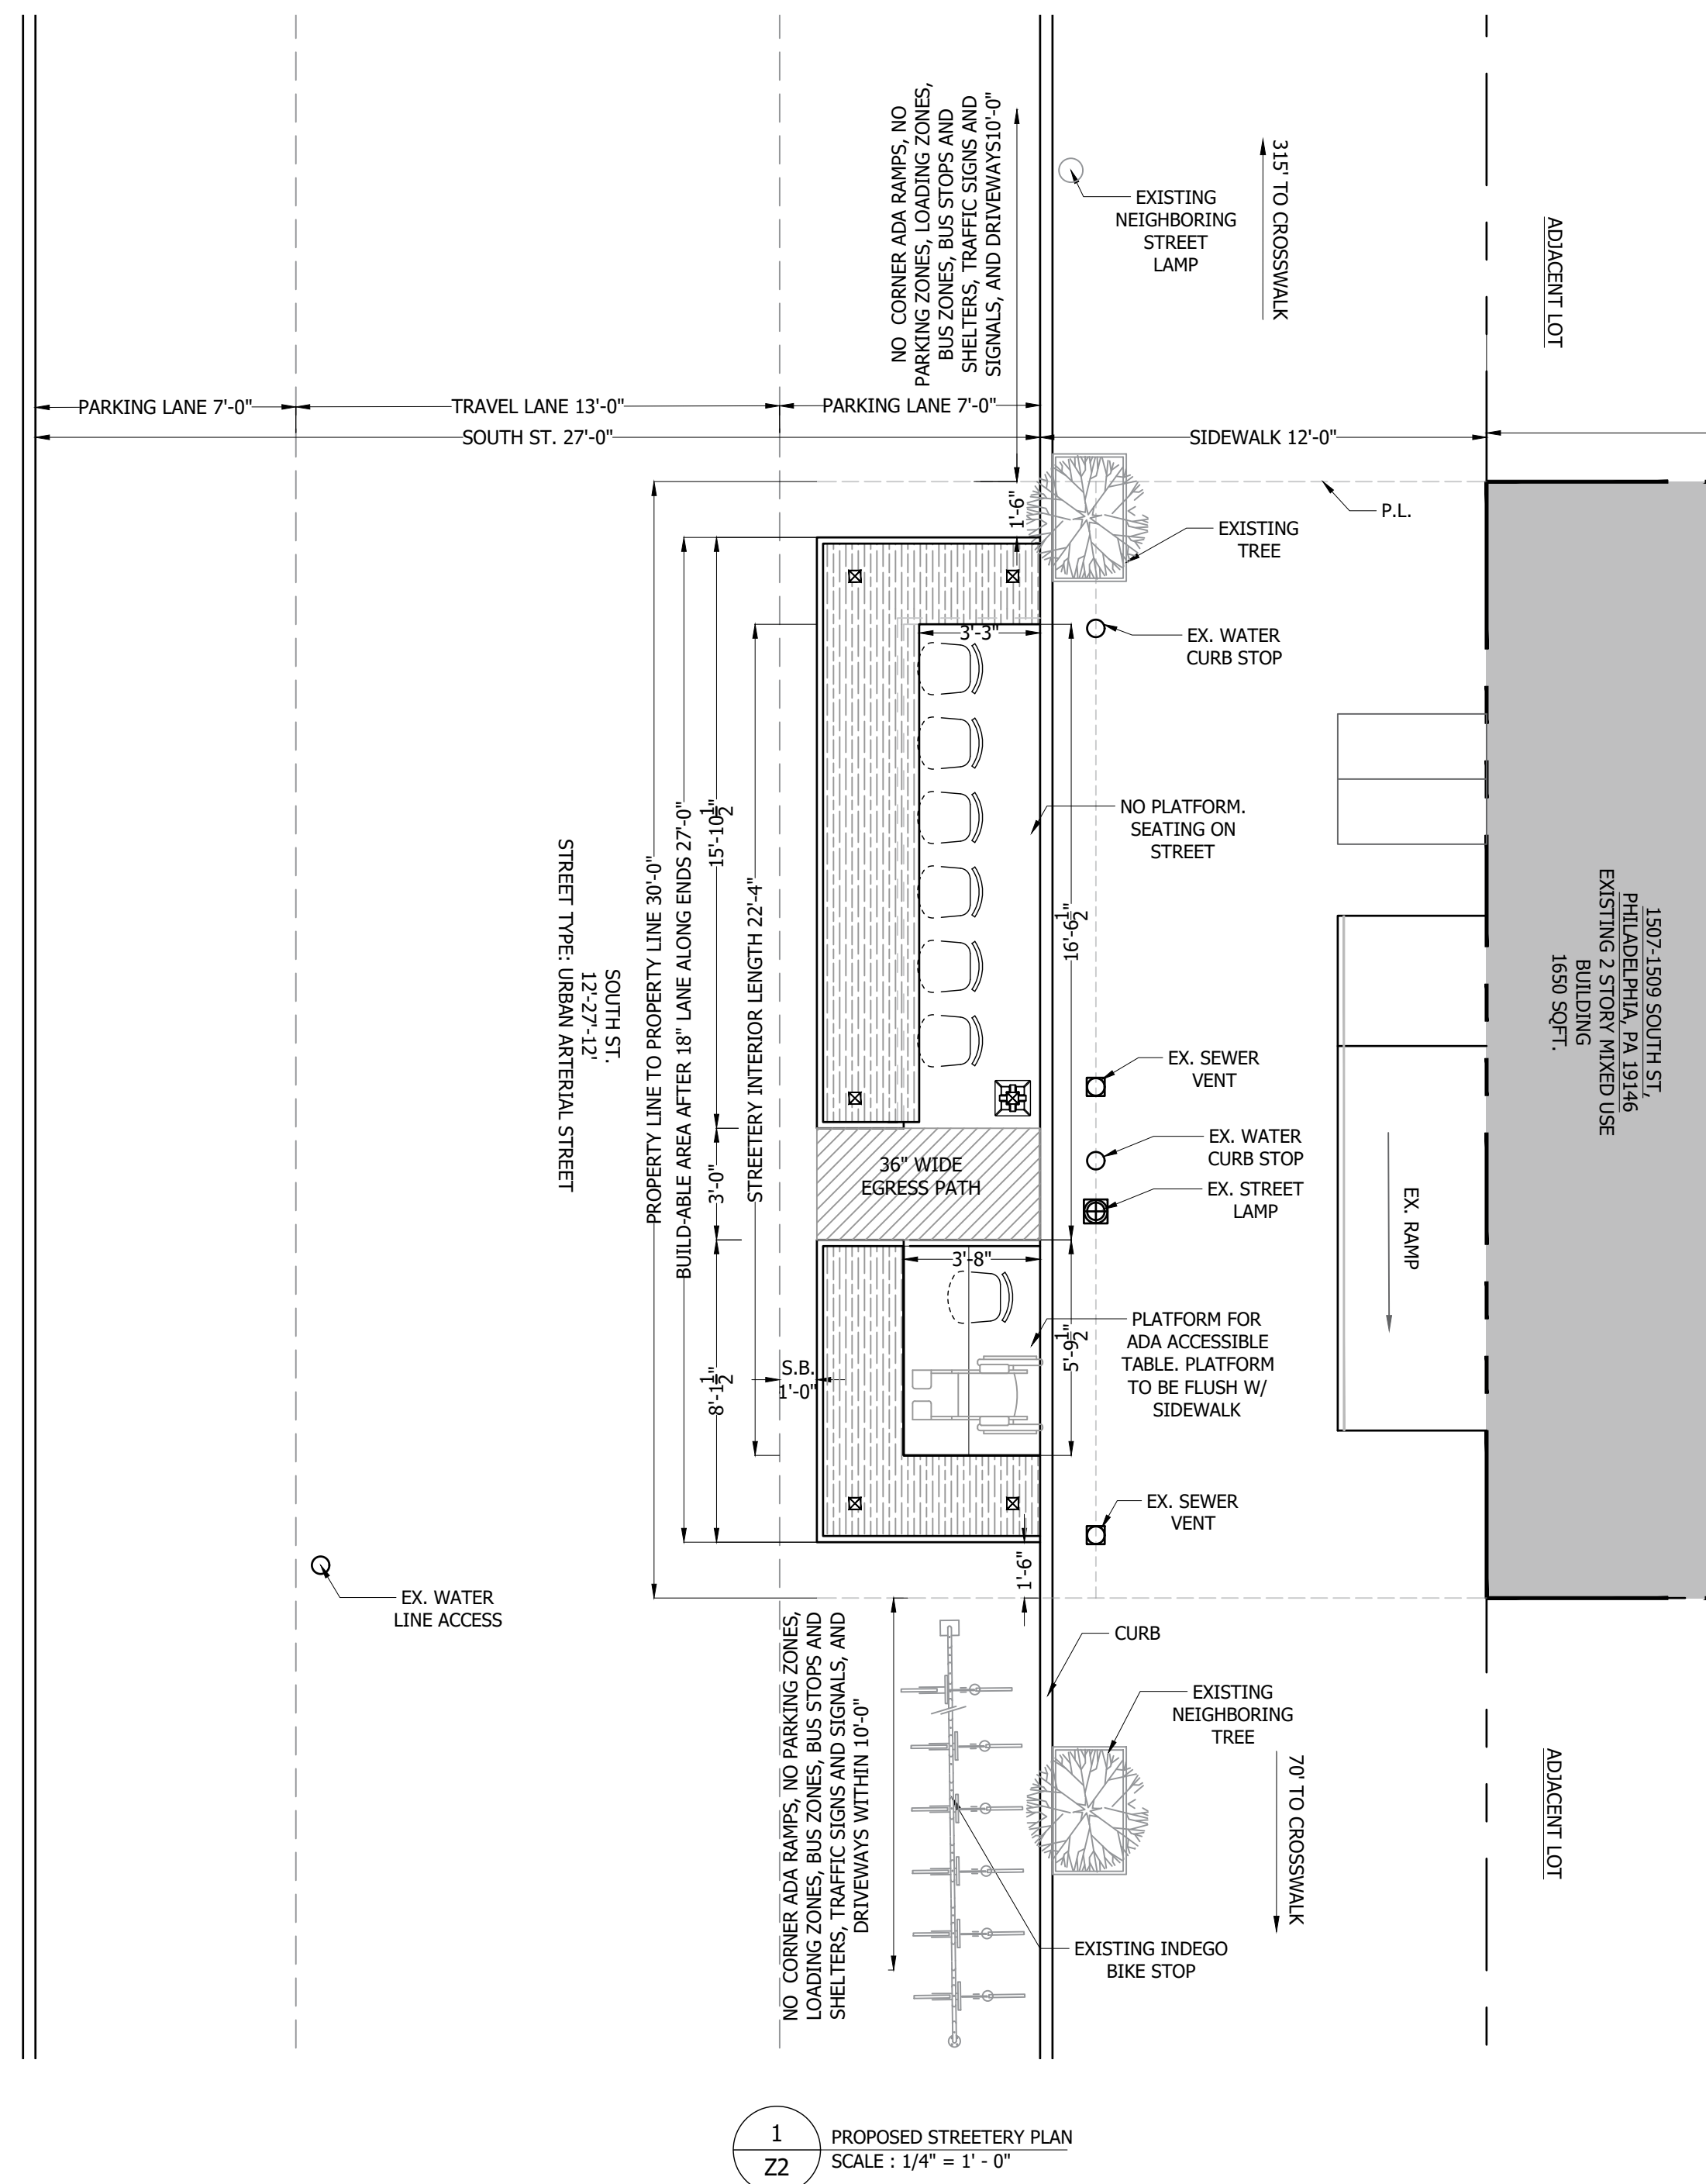 NO CORNER ADA RAMPS, NO
PARKING ZONES, LOADING ZONES,
BUS ZONES, BUS STOPS AND
SHELTERS, TRAFFIC SIGNS AND
SIGNALS, AND DRIVEWAYS10'-0"
315' TO CROSSWALK
EXISTING
NEIGHBORING
STREET
LAMP
ADJACENT LOT
PARKING LANE 7'-0"
TRAVEL LANE 13'-0"
PARKING LANE 7'-0"
SOUTH ST. 27'-0"
SIDEWALK 12'-0"
1'-6"
P.L.
EXISTING
TREE
3'-3"
EX. WATER
CURB STOP
NO PLATFORM.
SEATING ON
STREET
15'-10 1/2"
16'-6 1/2"
PROPERTY LINE TO PROPERTY LINE 30'-0"
BUILD-ABLE AREA AFTER 18" LANE ALONG ENDS 27'-0"
STREETERY INTERIOR LENGTH 22'-4"
SOUTH ST.
12'-27'-12'
STREET TYPE: URBAN ARTERIAL STREET
1507-1509 SOUTH ST,
PHILADELPHIA, PA 19146
EXISTING 2 STORY MIXED USE
BUILDING
1650 SQFT.
EX. SEWER
VENT
EX. WATER
CURB STOP
36" WIDE
EGRESS PATH
3'-0"
EX. STREET
LAMP
EX. RAMP
3'-8"
PLATFORM FOR
ADA ACCESSIBLE
TABLE. PLATFORM
TO BE FLUSH W/
SIDEWALK
5'-9 1/2"
S.B.
1'-0"
8'-1 1/2"
EX. SEWER
VENT
1'-6"
EX. WATER
LINE ACCESS
CURB
NO CORNER ADA RAMPS, NO PARKING ZONES,
LOADING ZONES, BUS ZONES, BUS STOPS AND
SHELTERS, TRAFFIC SIGNS AND SIGNALS, AND
DRIVEWAYS WITHIN 10'-0"
EXISTING
NEIGHBORING
TREE
70' TO CROSSWALK
ADJACENT LOT
EXISTING INDEGO
BIKE STOP
1
Z2
PROPOSED STREETERY PLAN
SCALE : 1/4" = 1' - 0"